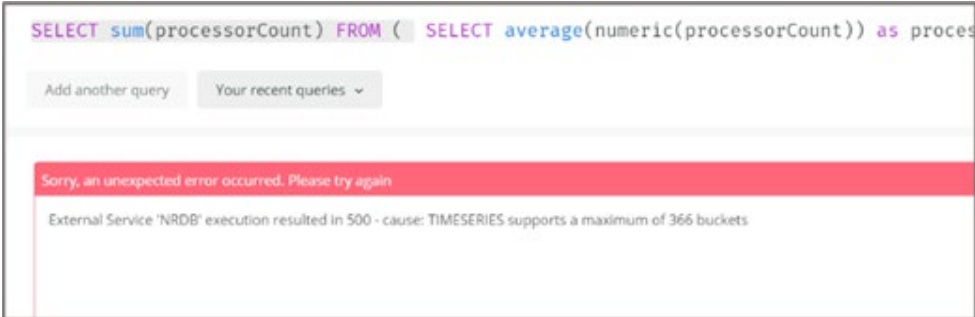 SELECT sum(processorCount) FROM ( SELECT average(numeric(processorCount)) as proces
Add another query Your recent queries
Sorry, an unexpected error occurred. Please try again
External Service 'NRDB' execution resulted in 500 - cause: TIMESERIES supports a maximum of 366 buckets